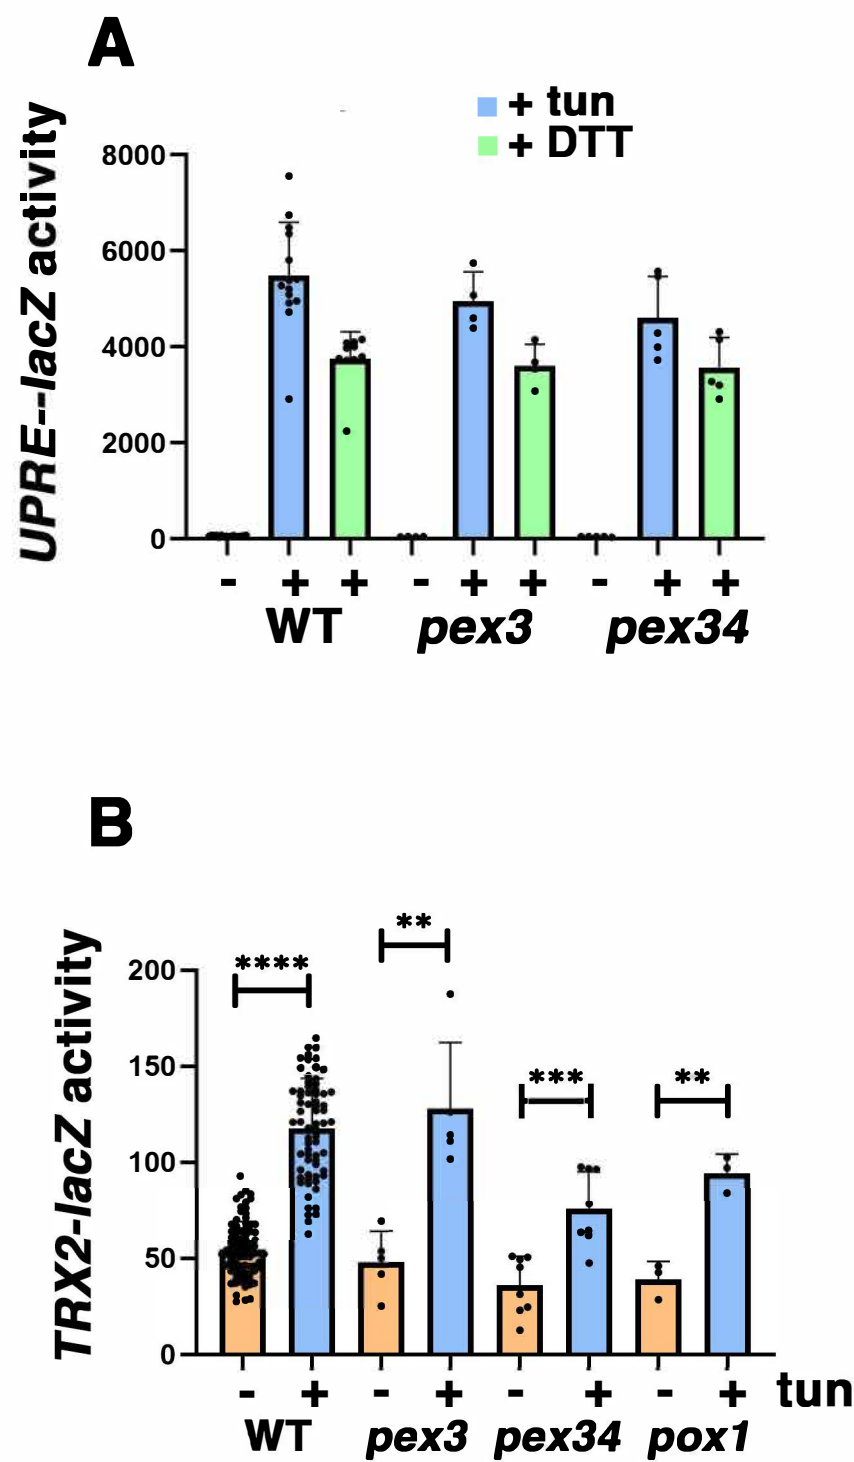 A
+ tun
+ DTT
UPRE--lacZ activity
8000
6000
4000
2000
0
- + + - + + - + +
WT pex3 pex34
B
TRX2-lacZ activity
200
150
100
50
0
**** ** *** **
- + - + - + - + tun
WT pex3 pex34 pox1